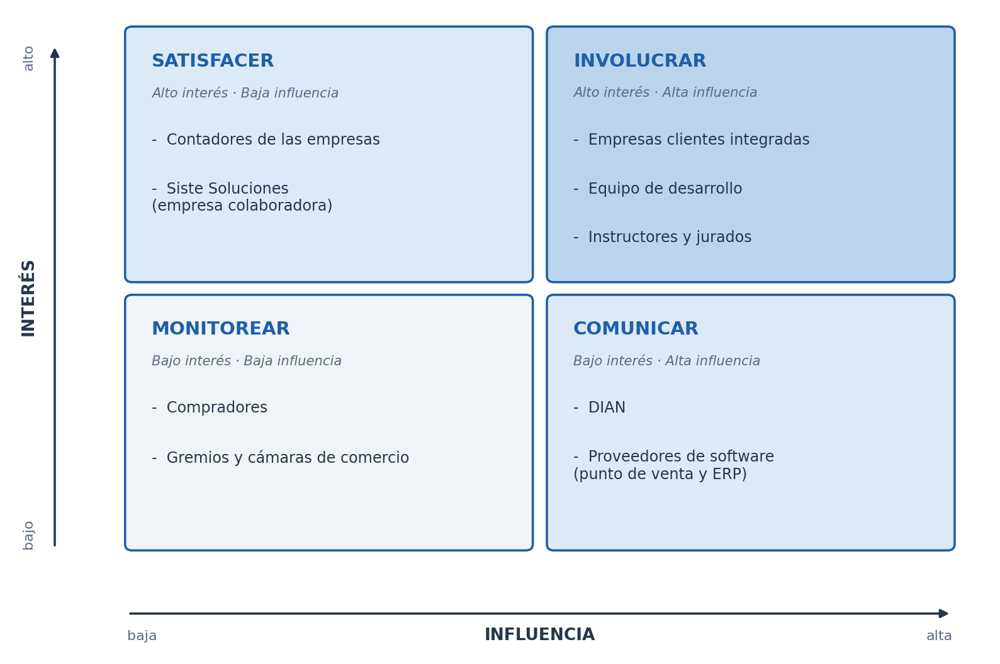 alto
INTERÉS
bajo
SATISFACER
Alto interés · Baja influencia
- Contadores de las empresas
- Siste Soluciones
(empresa colaboradora)
INVOLUCRAR
Alto interés · Alta influencia
- Empresas clientes integradas
- Equipo de desarrollo
- Instructores y jurados
MONITOREAR
Bajo interés · Baja influencia
- Compradores
- Gremios y cámaras de comercio
COMUNICAR
Bajo interés · Alta influencia
- DIAN
- Proveedores de software
(punto de venta y ERP)
baja
INFLUENCIA
alta